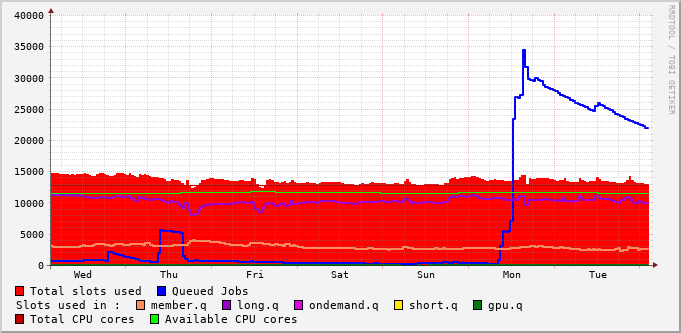 40000
35000
30000
25000
20000
15000
10000
5000
0
Wed Thu Fri Sat Sun Mon Tue
RRDTOOL / TOBI OETIKER
Total slots used Queued Jobs
Slots used in : member.q long.q ondemand.q short.q gpu.q
Total CPU cores Available CPU cores